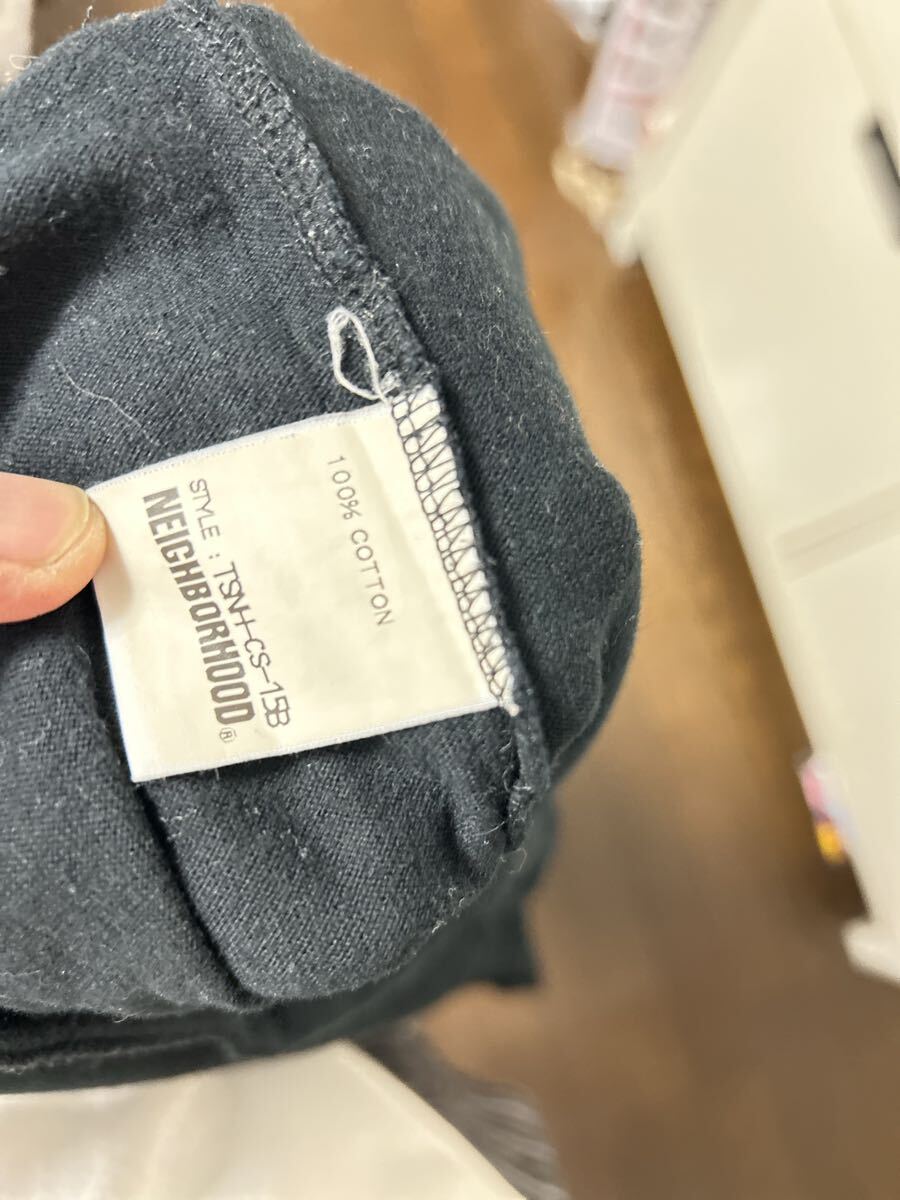 100% COTTON
STYLE : TSNH-CS-15B
NEIGHBORHOOD®